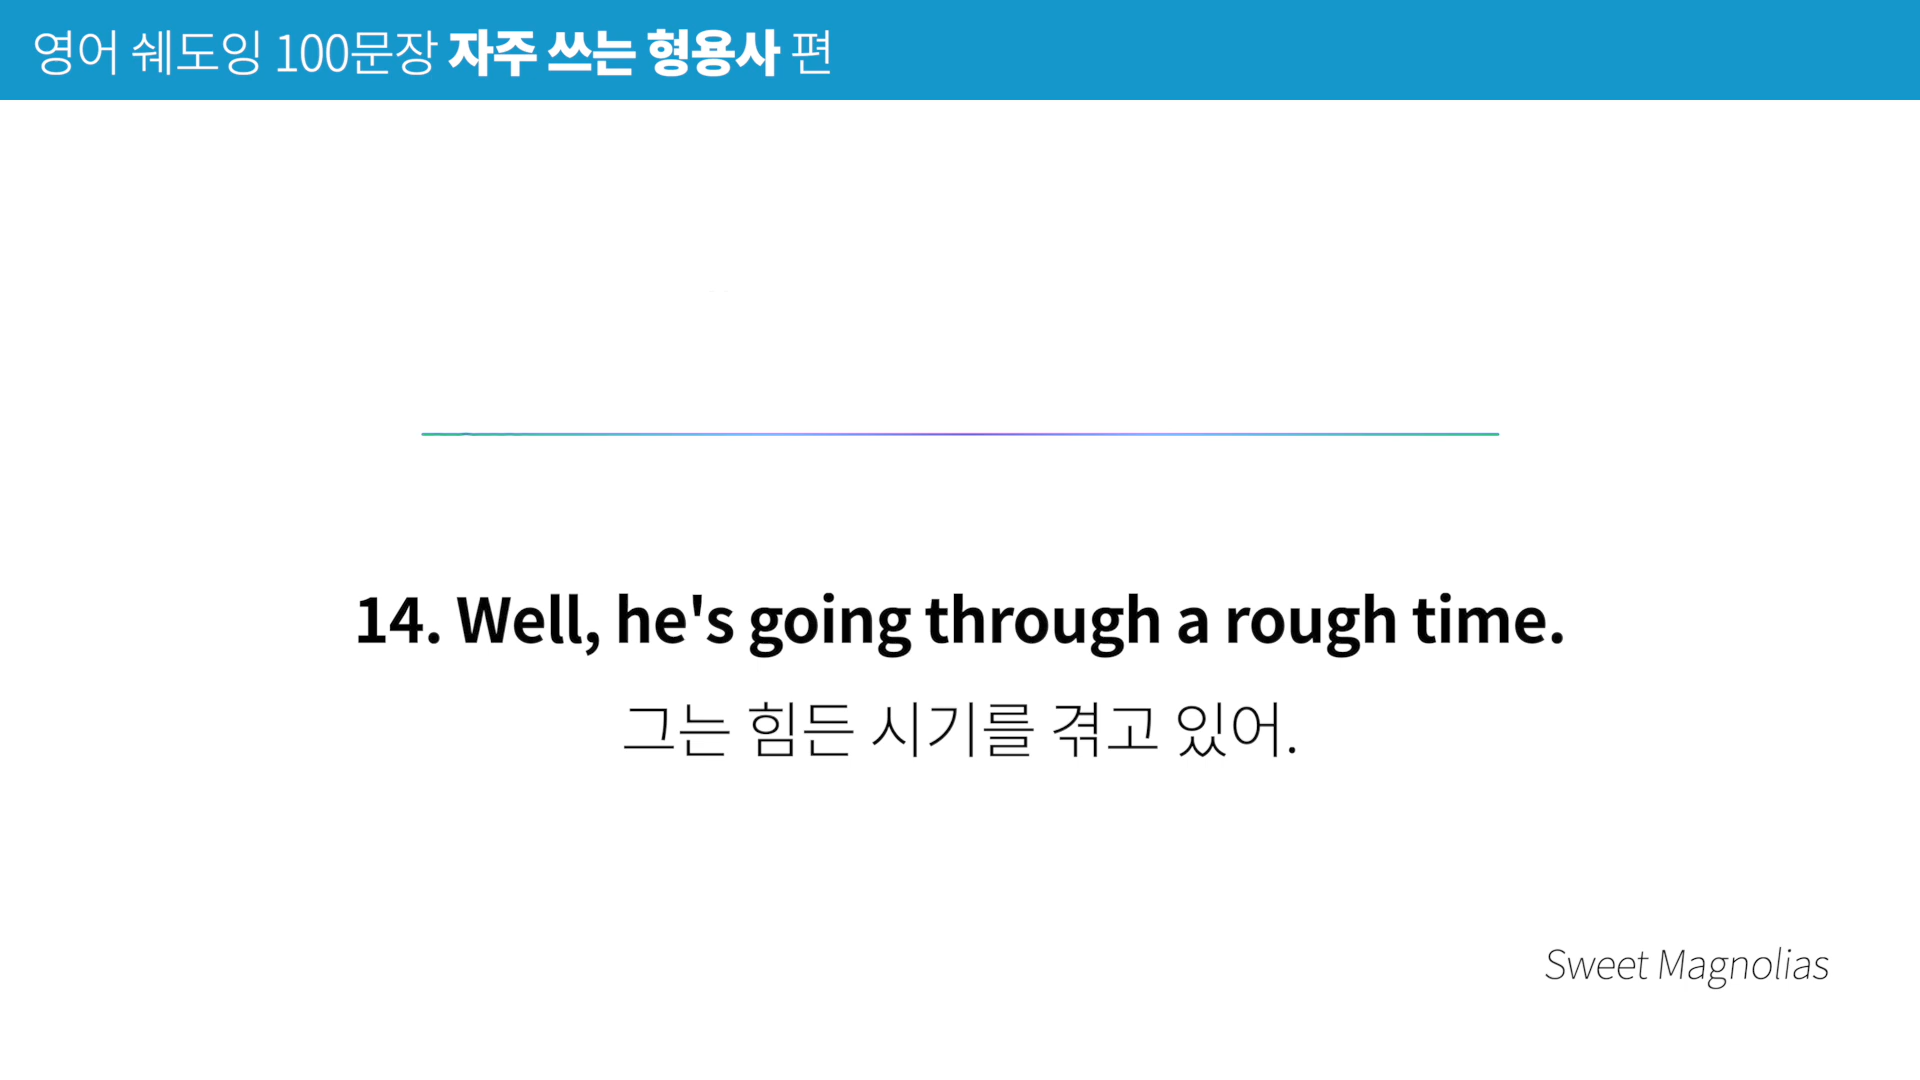 영어 쉐도잉 100문장 자주 쓰는 형용사 편
14. Well, he's going through a rough time.
그는 힘든 시기를 겪고 있어.
Sweet Magnolias